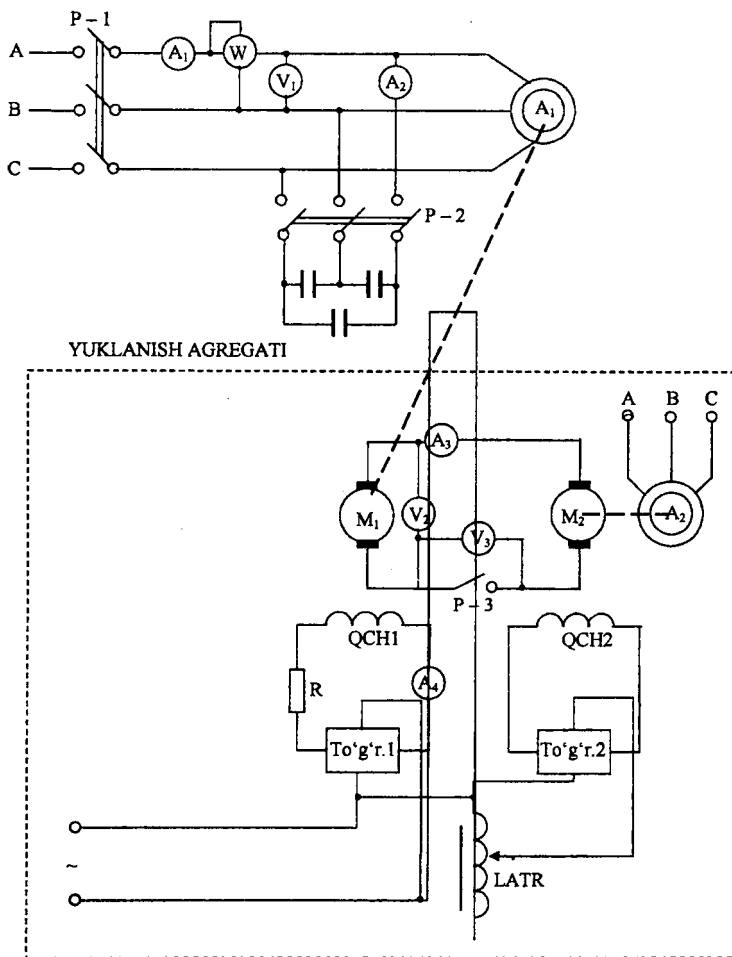 P – 1
A
A₁
W
V₁
A₂
A₁
B
C
P – 2
YUKLANISH AGREGATI
A B C
A₃
M₁
V₂
V₃
M₂
A₂
P – 3
QCH1
QCH2
R
A₄
To‘g‘r.1
To‘g‘r.2
~
LATR